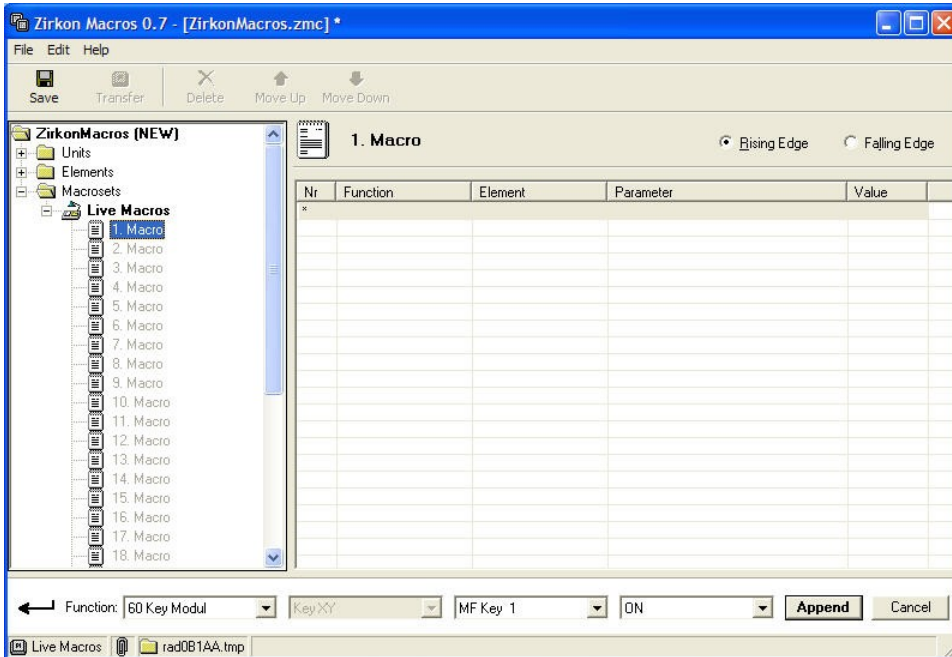 Zirkon Macros 0.7 - [ZirkonMacros.zmc] *
File Edit Help
Save Transfer Delete Move Up Move Down
ZirkonMacros (NEW)
Units
Elements
Macrosets
Live Macros
1. Macro
2. Macro
3. Macro
4. Macro
5. Macro
6. Macro
7. Macro
8. Macro
9. Macro
10. Macro
11. Macro
12. Macro
13. Macro
14. Macro
15. Macro
16. Macro
17. Macro
18. Macro
1. Macro Rising Edge Falling Edge
Nr Function Element Parameter Value
*
Function: 60 Key Modul Key XY MF Key 1 ON Append Cancel
Live Macros rad0B1AA.tmp